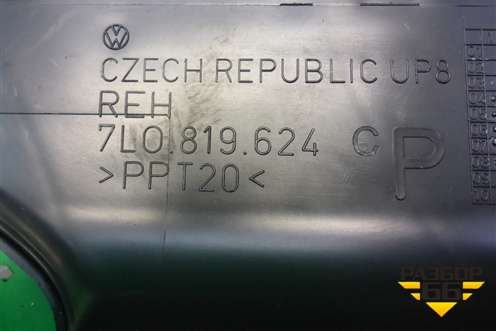 CZECH REPUBLIC UP8
REH
7L0.819.624 C P
>PPT20<
РАЗБОР
66